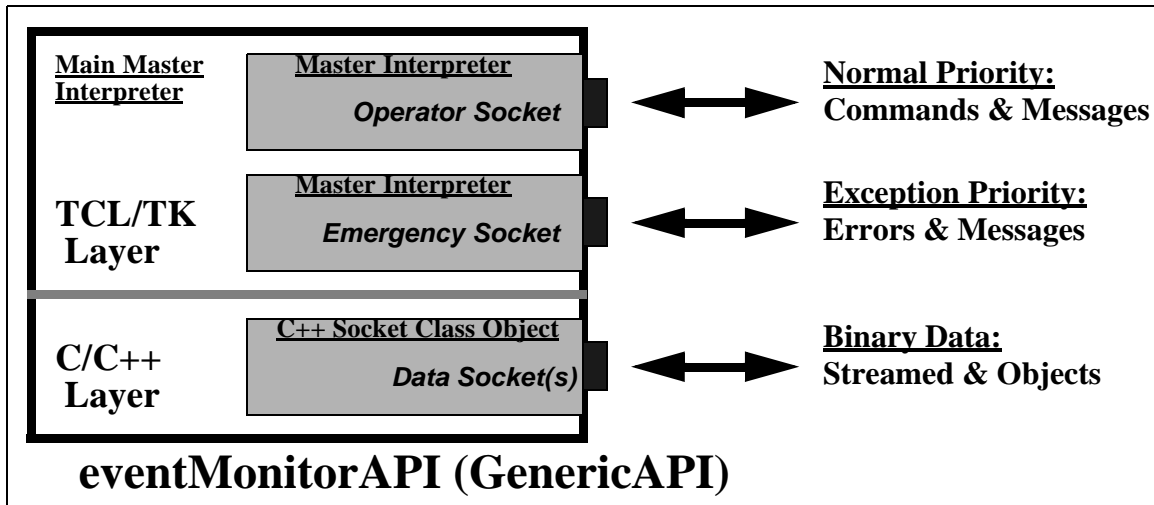 Main Master
Interpreter
Master Interpreter
Operator Socket
Normal Priority:
Commands & Messages
TCL/TK
Layer
Master Interpreter
Emergency Socket
Exception Priority:
Errors & Messages
C/C++
Layer
C++ Socket Class Object
Data Socket(s)
Binary Data:
Streamed & Objects
eventMonitorAPI (GenericAPI)